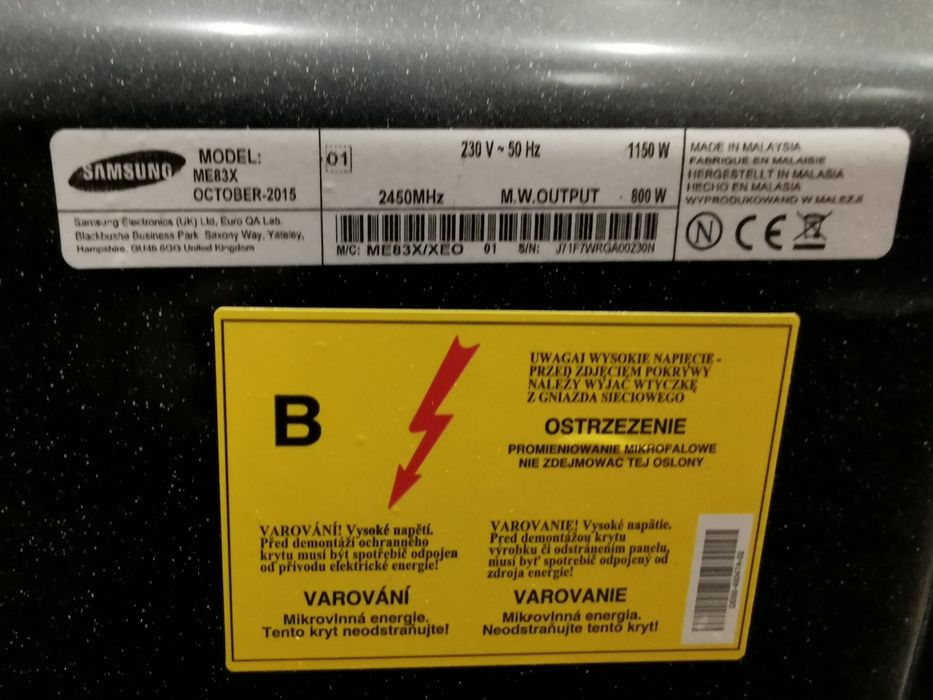 SAMSUNG
MODEL:
ME83X
OCTOBER-2015
Samsung Electronics (UK) Ltd, Euro QA Lab.
Blackbushe Business Park. Saxony Way, Yateley,
Hampshire. GU46 6GG United Kingdom
01
230 V ~ 50 Hz 1150 W
2450MHz M.W.OUTPUT 800 W
M/C: ME83X/XEO 01 S/N: J71F7WRGA00230N
MADE IN MALAYSIA
FABRIQUE EN MALAISIE
HERGESTELLT IN MALASIA
HECHO EN MALASIA
WYPRODUKOWANO W MALEZJI
N CE
B
UWAGA! WYSOKIE NAPIĘCIE -
PRZED ZDJĘCIEM POKRYWY
NALEŻY WYJĄĆ WTYCZKĘ
Z GNIAZDA SIECIOWEGO
OSTRZEZENIE
PROMIENIOWANIE MIKROFALOWE
NIE ZDEJMOWAC TEJ OSLONY
VAROVÁNÍ! Vysoké napětí.
Před demontáží ochranného
krytu musí být spotřebič odpojen
od přívodu elektrické energie!
VAROVÁNÍ
Mikrovlnná energie.
Tento kryt neodstraňujte!
VAROVANIE! Vysoké napätie.
Pred demontážou krytu
výrobku či odstránením panelu,
musí byť spotrebič odpojený od
zdroja energie!
VAROVANIE
Mikrovlnná energia.
Neodstraňujte tento kryt!